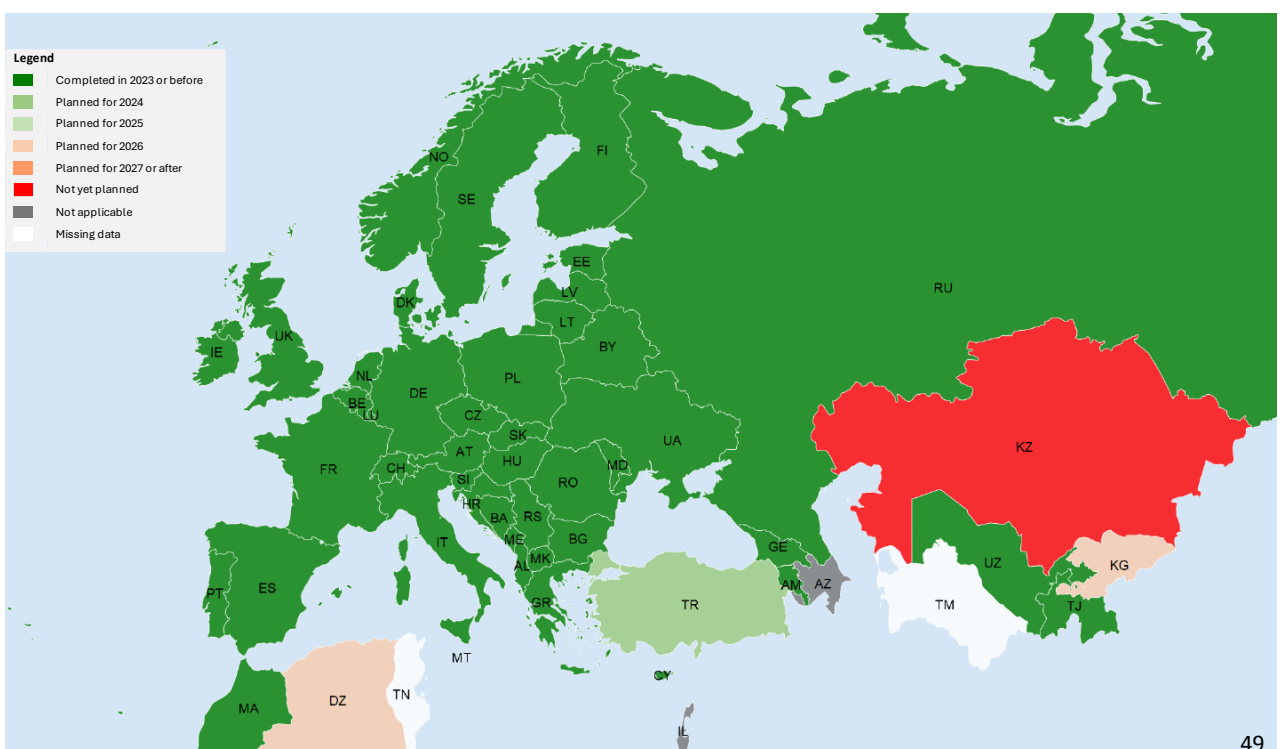 Legend
Completed in 2023 or before
Planned for 2024
Planned for 2025
Planned for 2026
Planned for 2027 or after
Not yet planned
Not applicable
Missing data
NO
FI
SE
EE
RU
LV
DK
LT
UK
BY
IE
NL
PL
DE
BE
LU
CZ
SK
UA
KZ
AT
HU
MD
FR
CH
SI
RO
HR
BA
RS
ME
BG
IT
GE
MK
UZ
AL
KG
AM
AZ
ES
PT
GR
TR
TM
TJ
MT
CY
TN
DZ
MA
IL
49